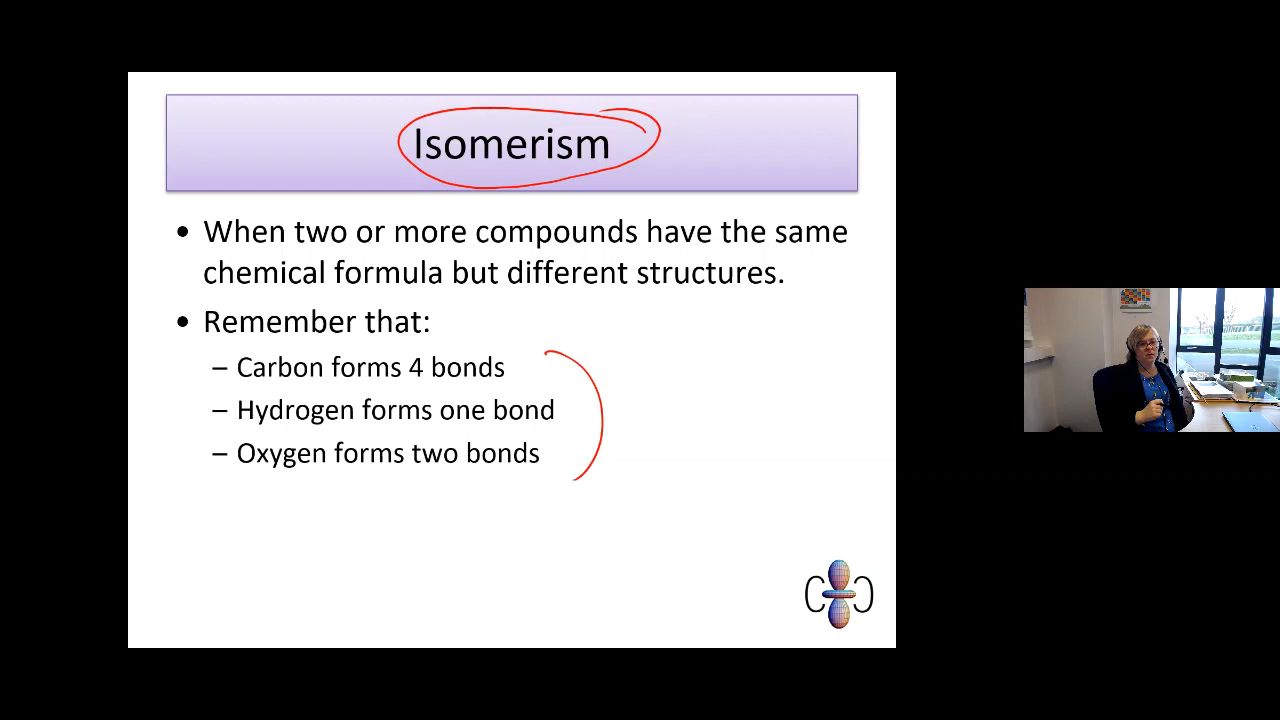 Isomerism
• When two or more compounds have the same
chemical formula but different structures.
• Remember that:
– Carbon forms 4 bonds
– Hydrogen forms one bond
– Oxygen forms two bonds